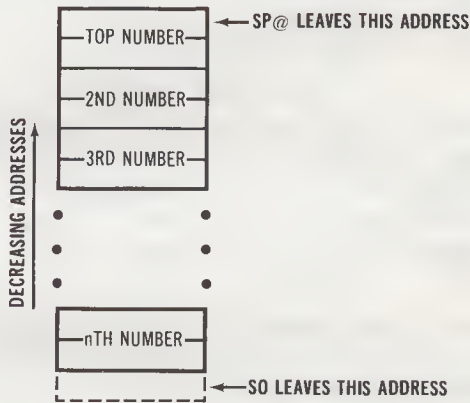 SP@ LEAVES THIS ADDRESS
TOP NUMBER
2ND NUMBER
3RD NUMBER
DECREASING ADDRESSES
nTH NUMBER
SO LEAVES THIS ADDRESS